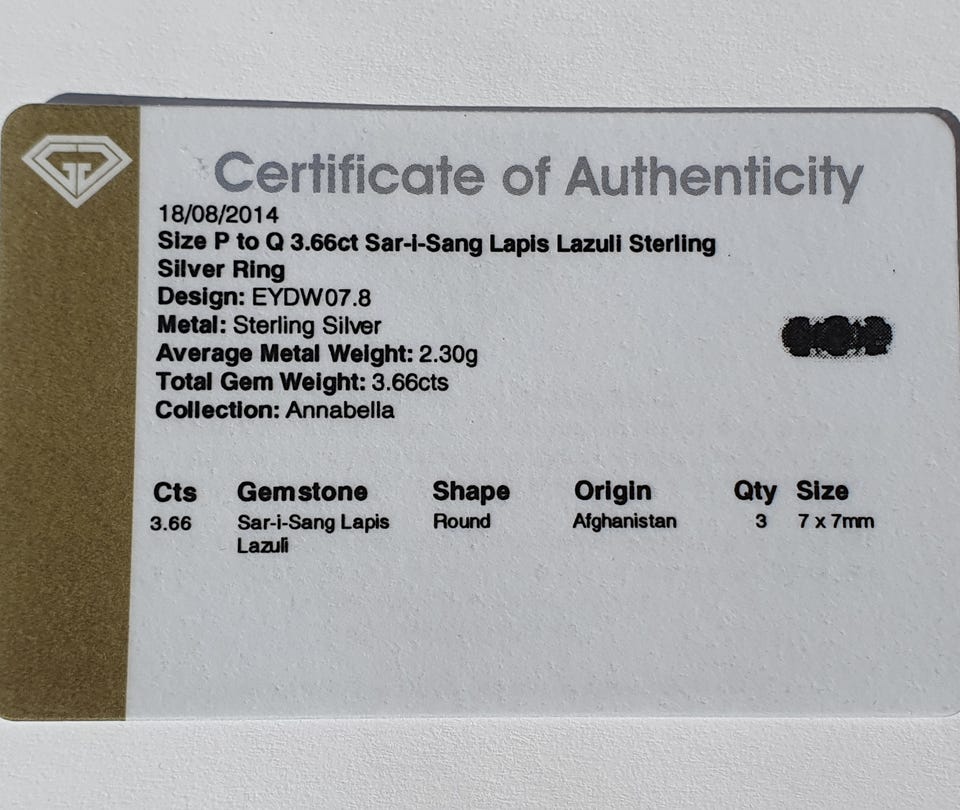 Certificate of Authenticity
18/08/2014
Size P to Q 3.66ct Sar-i-Sang Lapis Lazuli Sterling
Silver Ring
Design: EYDW07.8
Metal: Sterling Silver
Average Metal Weight: 2.30g
Total Gem Weight: 3.66cts
Collection: Annabella
Cts Gemstone Shape Origin Qty Size
3.66 Sar-i-Sang Lapis Round Afghanistan 3 7 x 7mm
Lazuli